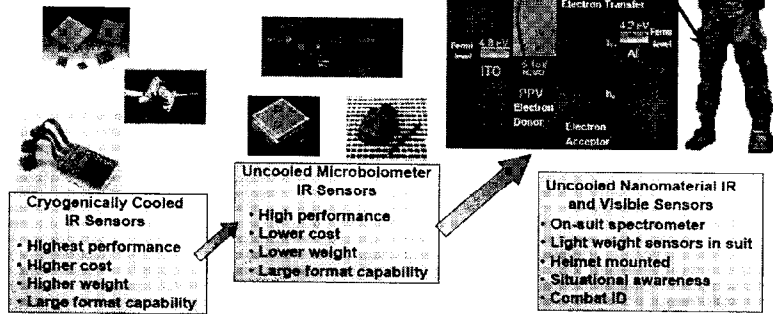 Electron Transfer
Fermi level
4.8 eV
ITO
PPV
Electron
Donor
Electron
Acceptor
4.2 eV
Al
Fermi level
Cryogenically Cooled
IR Sensors
• Highest performance
• Higher cost
• Higher weight
• Large format capability
Uncooled Microbolometer
IR Sensors
• High performance
• Lower cost
• Lower weight
• Large format capability
Uncooled Nanomaterial IR
and Visible Sensors
• On-suit spectrometer
• Light weight sensors in suit
• Helmet mounted
• Situational awareness
• Combat ID